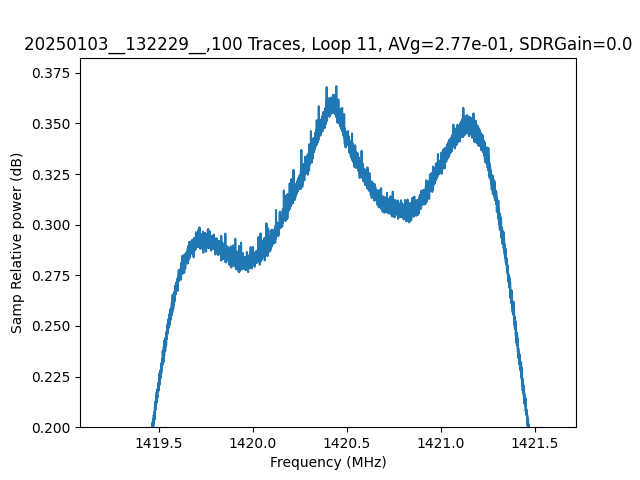 20250103__132229__,100 Traces, Loop 11, AVg=2.77e-01, SDRGain=0.0
0.375
0.350
0.325
0.300
0.275
0.250
0.225
0.200
Samp Relative power (dB)
1419.5 1420.0 1420.5 1421.0 1421.5
Frequency (MHz)